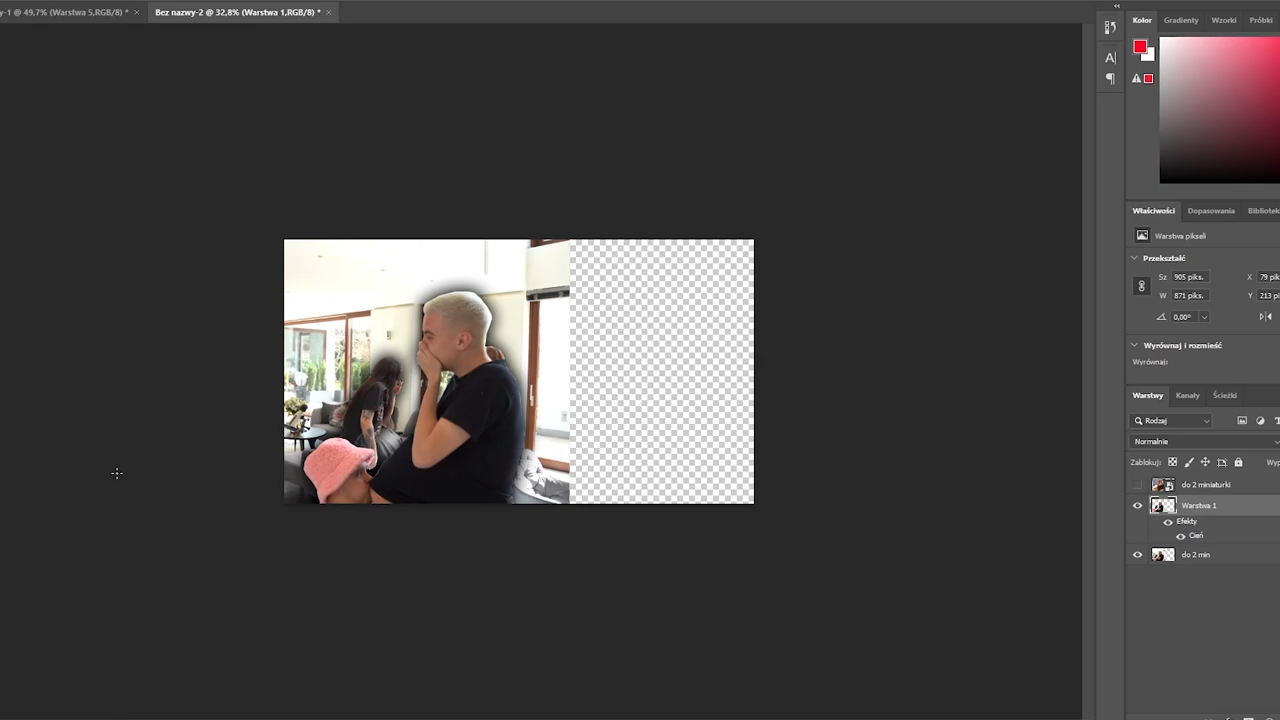 y-1 @ 49,7% (Warstwa 5,RGB/8) * ×
Bez nazwy-2 @ 32,8% (Warstwa 1,RGB/8) * ×
Kolor Gradienty Wzorki Próbki
A|
Właściwości Dopasowania Bibliotek
Warstwa pikseli
Przekształć
Sz 905 piks. X 79 pik
W 871 piks. Y 213 pi
0,00°
Wyrównaj i rozmieść
Wyrównaj:
Warstwy Kanały Ścieżki
Rodzaj T
Normalnie
Zablokuj: Wyp
do 2 miniaturki
Warstwa 1
Efekty
Cień
do 2 min